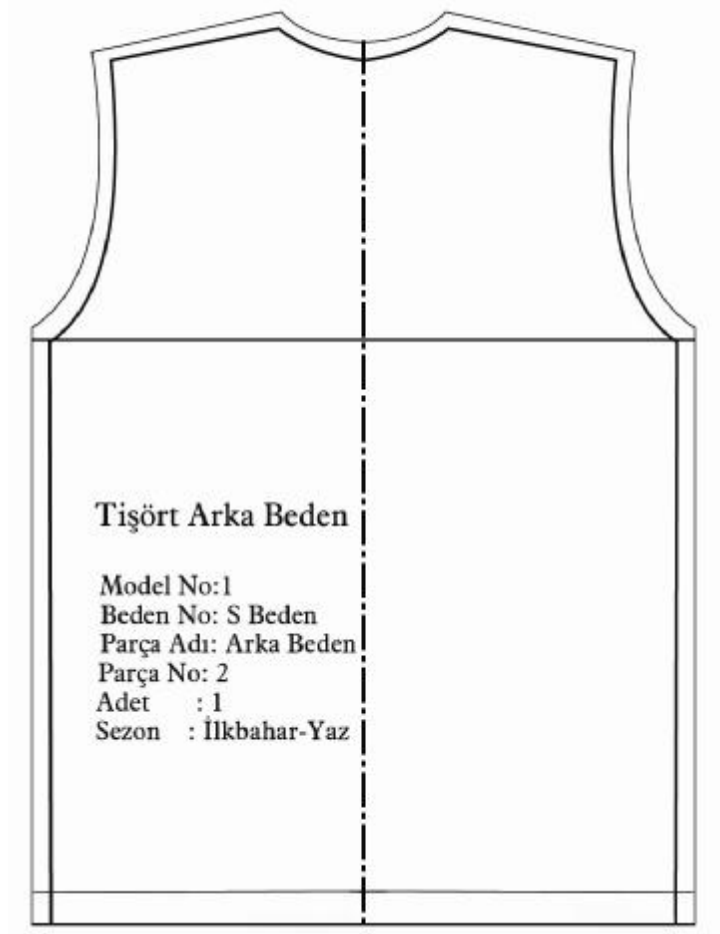 Tişört Arka Beden
Model No:1
Beden No: S Beden
Parça Adı: Arka Beden
Parça No: 2
Adet : 1
Sezon : İlkbahar-Yaz